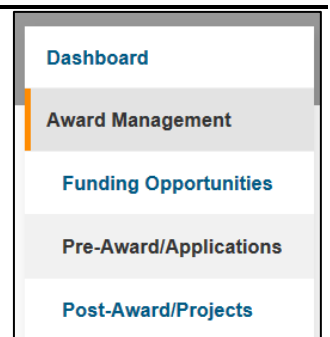 Dashboard
Award Management
Funding Opportunities
Pre-Award/Applications
Post-Award/Projects